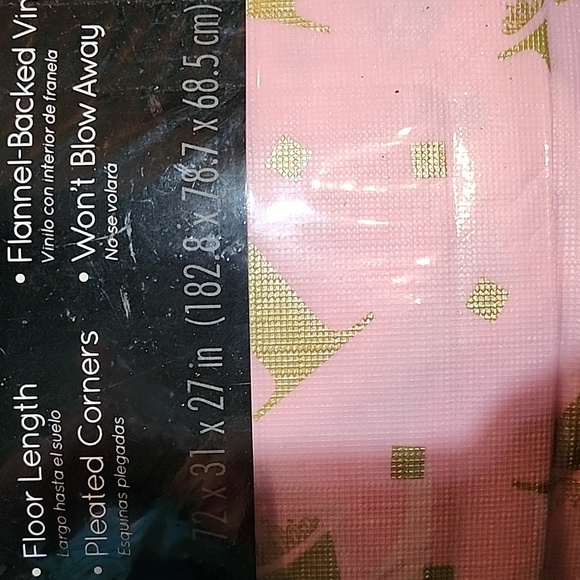 • Floor Length
Largo hasta el suelo
• Pleated Corners
Esquinas plegadas
• Flannel-Backed Vin
Vinilo con interior de franela
• Won't Blow Away
No se volará
72 x 31 x 27 in (182.8 x 78.7 x 68.5 cm)